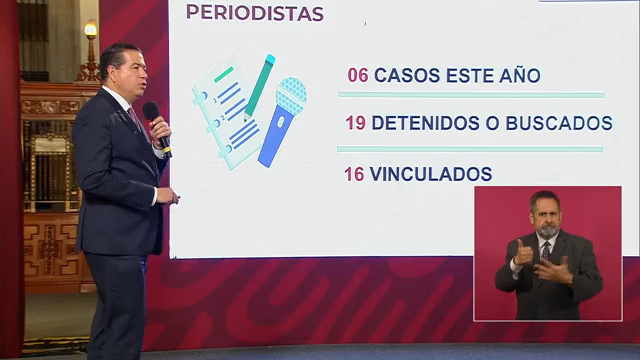 PERIODISTAS
06 CASOS ESTE AÑO
19 DETENIDOS O BUSCADOS
16 VINCULADOS